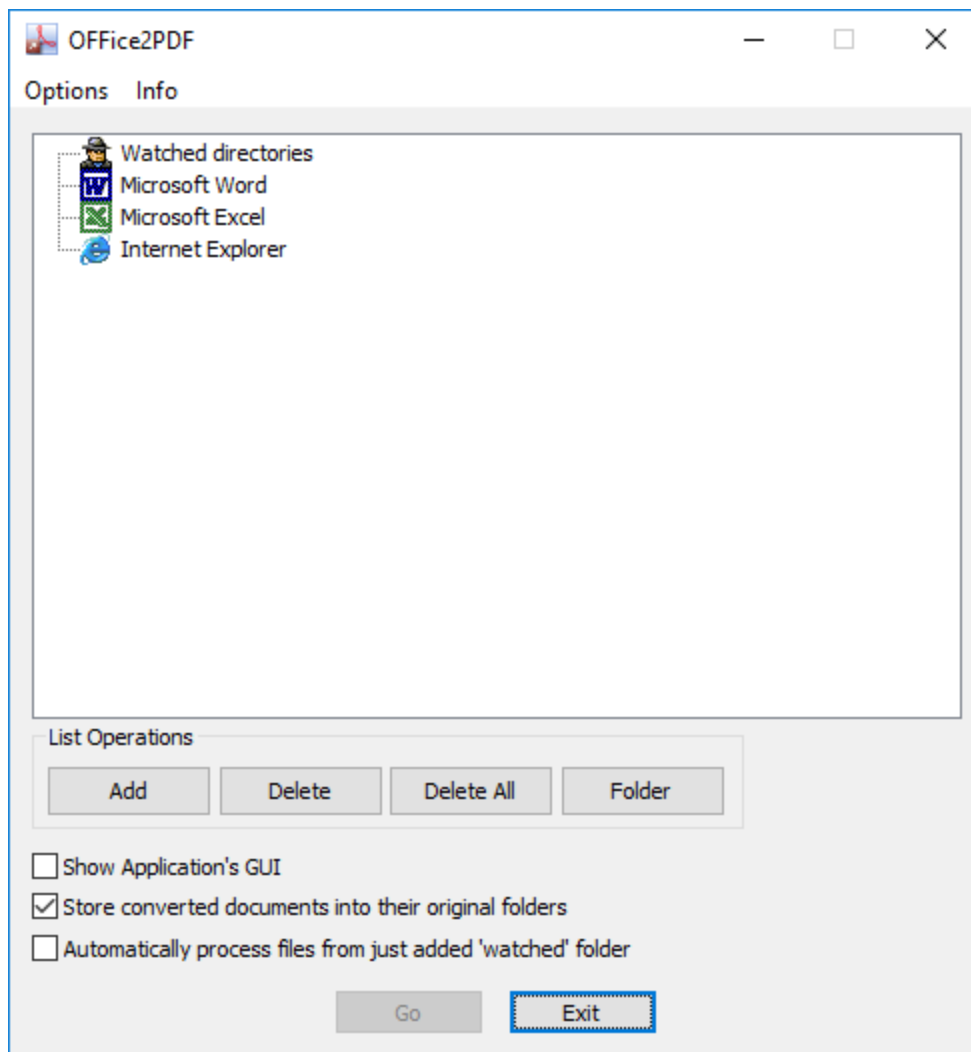 OFFice2PDF
Options Info
Watched directories
Microsoft Word
Microsoft Excel
Internet Explorer
List Operations
Add Delete Delete All Folder
Show Application's GUI
Store converted documents into their original folders
Automatically process files from just added 'watched' folder
Go Exit